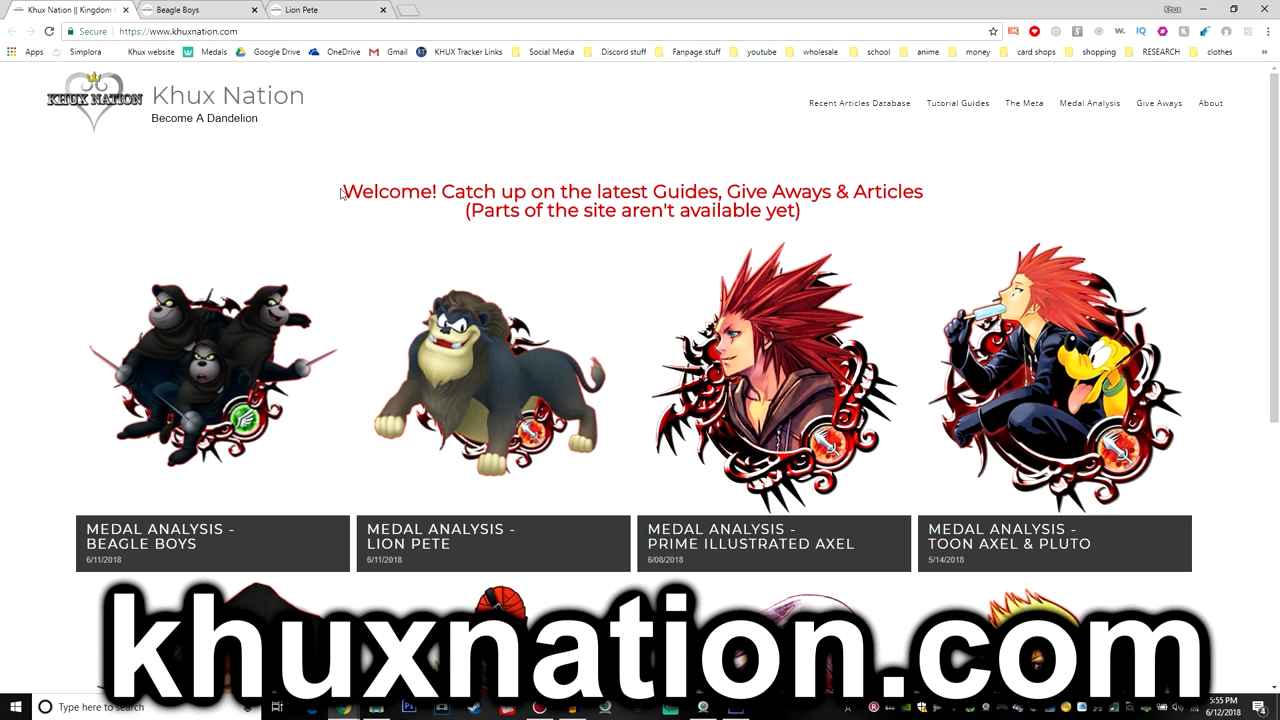 Khux Nation || Kingdom
Beagle Boys
Lion Pete
Khux
Secure
https://www.khuxnation.com
Apps
Simplora
Khux website
Medals
Google Drive
OneDrive
Gmail
KHUX Tracker Links
Social Media
Discord stuff
Fanpage stuff
youtube
wholesale
school
anime
money
card shops
shopping
RESEARCH
clothes
KHUX NATION
Khux Nation
Become A Dandelion
Recent Articles Database
Tutorial Guides
The Meta
Medal Analysis
Give Aways
About
Welcome! Catch up on the latest Guides, Give Aways & Articles
(Parts of the site aren't available yet)
MEDAL ANALYSIS -
BEAGLE BOYS
6/11/2018
MEDAL ANALYSIS -
LION PETE
6/11/2018
MEDAL ANALYSIS -
PRIME ILLUSTRATED AXEL
6/08/2018
MEDAL ANALYSIS -
TOON AXEL & PLUTO
5/14/2018
khuxnation.com
Type here to search
5:55 PM
6/12/2018